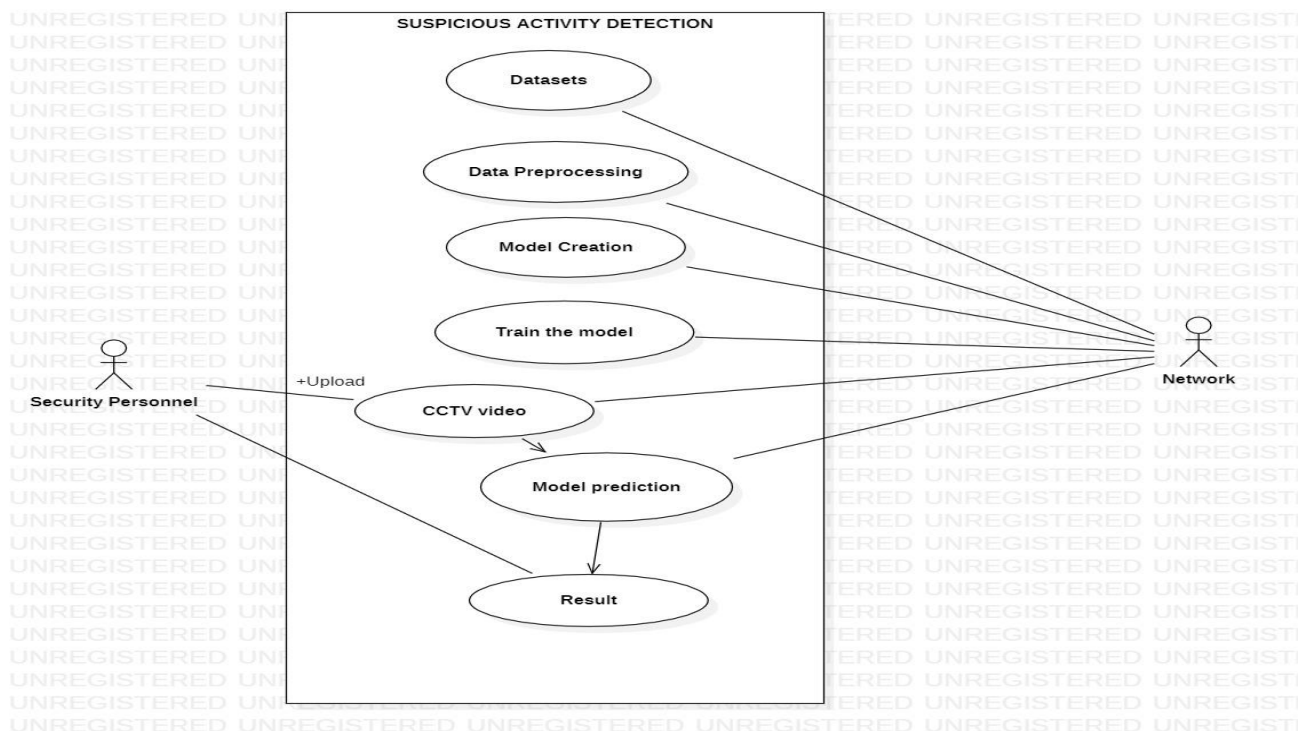 SUSPICIOUS ACTIVITY DETECTION
Datasets
Data Preprocessing
Model Creation
Train the model
+Upload
Security Personnel
CCTV video
Network
Model prediction
Result
UNREGISTERED